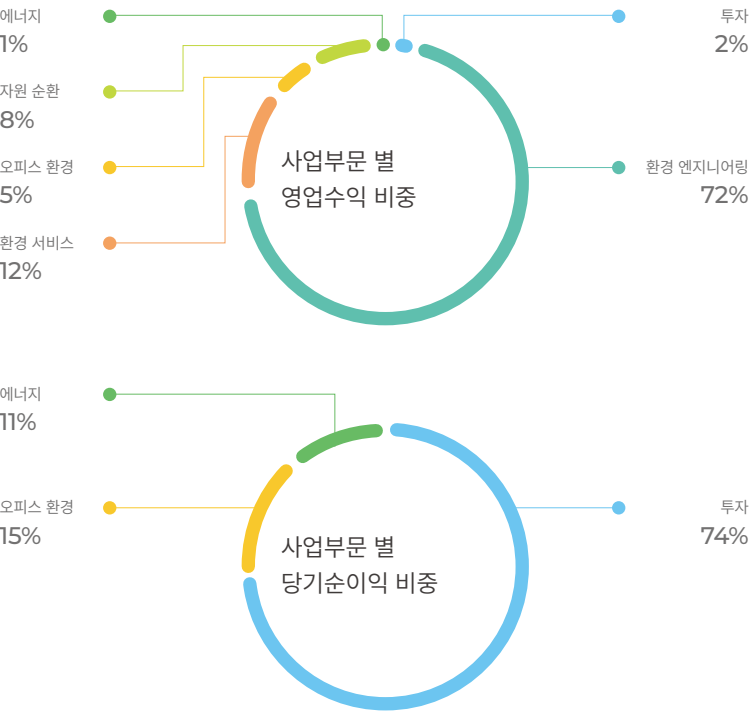 에너지
1%
자원 순환
8%
오피스 환경
5%
환경 서비스
12%
사업부문 별
영업수익 비중
투자
2%
환경 엔지니어링
72%
에너지
11%
오피스 환경
15%
사업부문 별
당기순이익 비중
투자
74%